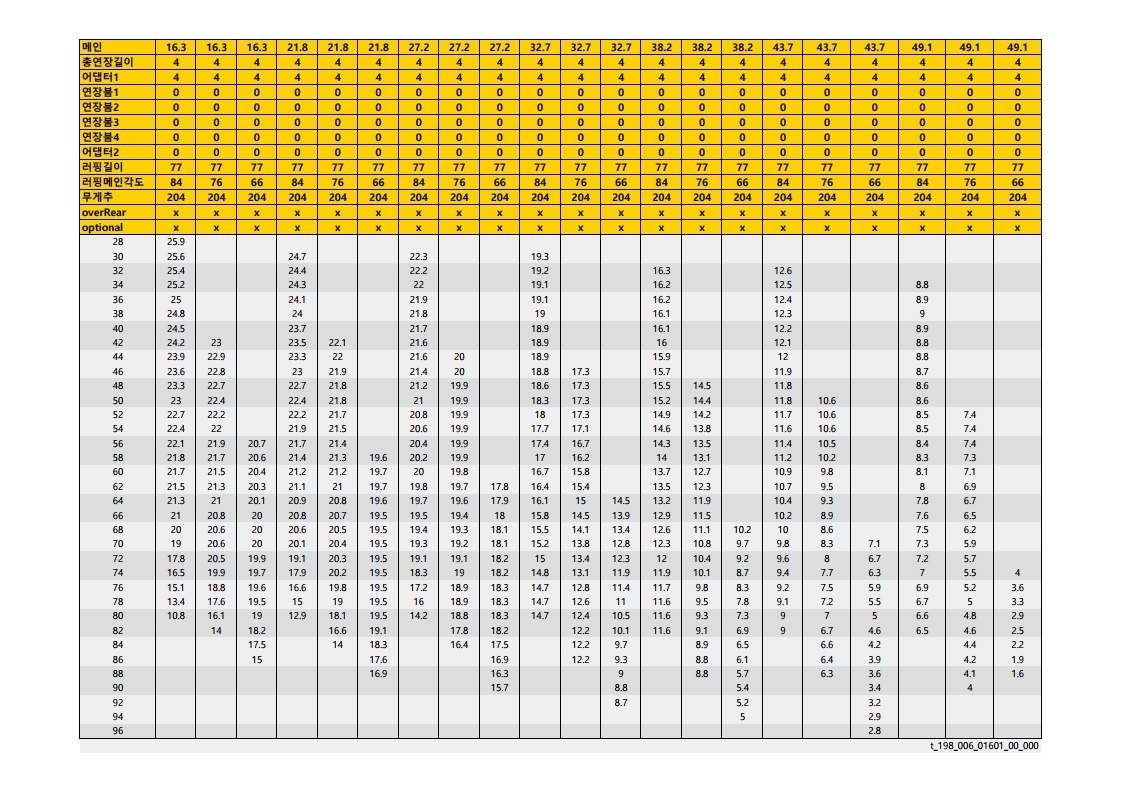 메인 16.3 16.3 16.3 21.8 21.8 21.8 27.2 27.2 27.2 32.7 32.7 32.7 38.2 38.2 38.2 43.7 43.7 43.7 49.1 49.1 49.1
총연장길이 4 4 4 4 4 4 4 4 4 4 4 4 4 4 4 4 4 4 4 4 4
어댑터1 4 4 4 4 4 4 4 4 4 4 4 4 4 4 4 4 4 4 4 4 4
연장붐1 0 0 0 0 0 0 0 0 0 0 0 0 0 0 0 0 0 0 0 0 0
연장붐2 0 0 0 0 0 0 0 0 0 0 0 0 0 0 0 0 0 0 0 0 0
연장붐3 0 0 0 0 0 0 0 0 0 0 0 0 0 0 0 0 0 0 0 0 0
연장붐4 0 0 0 0 0 0 0 0 0 0 0 0 0 0 0 0 0 0 0 0 0
어댑터2 0 0 0 0 0 0 0 0 0 0 0 0 0 0 0 0 0 0 0 0 0
러핑길이 77 77 77 77 77 77 77 77 77 77 77 77 77 77 77 77 77 77 77 77 77
러핑메인각도 84 76 66 84 76 66 84 76 66 84 76 66 84 76 66 84 76 66 84 76 66
무게추 204 204 204 204 204 204 204 204 204 204 204 204 204 204 204 204 204 204 204 204 204
overRear x x x x x x x x x x x x x x x x x x x x x
optional x x x x x x x x x x x x x x x x x x x x x
28 25.9
30 25.6 24.7 22.3 19.3
32 25.4 24.4 22.2 19.2 16.3 12.6
34 25.2 24.3 22 19.1 16.2 12.5 8.8
36 25 24.1 21.9 19.1 16.2 12.4 8.9
38 24.8 24 21.8 19 16.1 12.3 9
40 24.5 23.7 21.7 18.9 16.1 12.2 8.9
42 24.2 23 23.5 22.1 21.6 18.9 16 12.1 8.8
44 23.9 22.9 23.3 22 21.6 20 18.9 15.9 12 8.8
46 23.6 22.8 23 21.9 21.4 20 18.8 17.3 15.7 11.9 8.7
48 23.3 22.7 22.7 21.8 21.2 19.9 18.6 17.3 15.5 14.5 11.8 8.6
50 23 22.4 22.4 21.8 21 19.9 18.3 17.3 15.2 14.4 11.8 10.6 8.6
52 22.7 22.2 22.2 21.7 20.8 19.9 18 17.3 14.9 14.2 11.7 10.6 8.5 7.4
54 22.4 22 21.9 21.5 20.6 19.9 17.7 17.1 14.6 13.8 11.6 10.6 8.5 7.4
56 22.1 21.9 20.7 21.7 21.4 20.4 19.9 17.4 16.7 14.3 13.5 11.4 10.5 8.4 7.4
58 21.8 21.7 20.6 21.4 21.3 19.6 20.2 19.9 17 16.2 14 13.1 11.2 10.2 8.3 7.3
60 21.7 21.5 20.4 21.2 21.2 19.7 20 19.8 16.7 15.8 13.7 12.7 10.9 9.8 8.1 7.1
62 21.5 21.3 20.3 21.1 21 19.7 19.8 19.7 17.8 16.4 15.4 13.5 12.3 10.7 9.5 8 6.9
64 21.3 21 20.1 20.9 20.8 19.6 19.7 19.6 17.9 16.1 15 14.5 13.2 11.9 10.4 9.3 7.8 6.7
66 21 20.8 20 20.8 20.7 19.5 19.5 19.4 18 15.8 14.5 13.9 12.9 11.5 10.2 8.9 7.6 6.5
68 20 20.6 20 20.6 20.5 19.5 19.4 19.3 18.1 15.5 14.1 13.4 12.6 11.1 10.2 10 8.6 7.5 6.2
70 19 20.6 20 20.1 20.4 19.5 19.3 19.2 18.1 15.2 13.8 12.8 12.3 10.8 9.7 9.8 8.3 7.1 7.3 5.9
72 17.8 20.5 19.9 19.1 20.3 19.5 19.1 19.1 18.2 15 13.4 12.3 12 10.4 9.2 9.6 8 6.7 7.2 5.7
74 16.5 19.9 19.7 17.9 20.2 19.5 18.3 19 18.2 14.8 13.1 11.9 11.9 10.1 8.7 9.4 7.7 6.3 7 5.5 4
76 15.1 18.8 19.6 16.6 19.8 19.5 17.2 18.9 18.3 14.7 12.8 11.4 11.7 9.8 8.3 9.2 7.5 5.9 6.9 5.2 3.6
78 13.4 17.6 19.5 15 19 19.5 16 18.9 18.3 14.7 12.6 11 11.6 9.5 7.8 9.1 7.2 5.5 6.7 5 3.3
80 10.8 16.1 19 12.9 18.1 19.5 14.2 18.8 18.3 14.7 12.4 10.5 11.6 9.3 7.3 9 7 5 6.6 4.8 2.9
82 14 18.2 16.6 19.1 17.8 18.2 12.2 10.1 11.6 9.1 6.9 9 6.7 4.6 6.5 4.6 2.5
84 17.5 14 18.3 16.4 17.5 12.2 9.7 8.9 6.5 6.6 4.2 4.4 2.2
86 15 17.6 16.9 12.2 9.3 8.8 6.1 6.4 3.9 4.2 1.9
88 16.9 16.3 9 8.8 5.7 6.3 3.6 4.1 1.6
90 15.7 8.8 5.4 3.4 4
92 8.7 5.2 3.2
94 5 2.9
96 2.8
t_198_006_01601_00_000